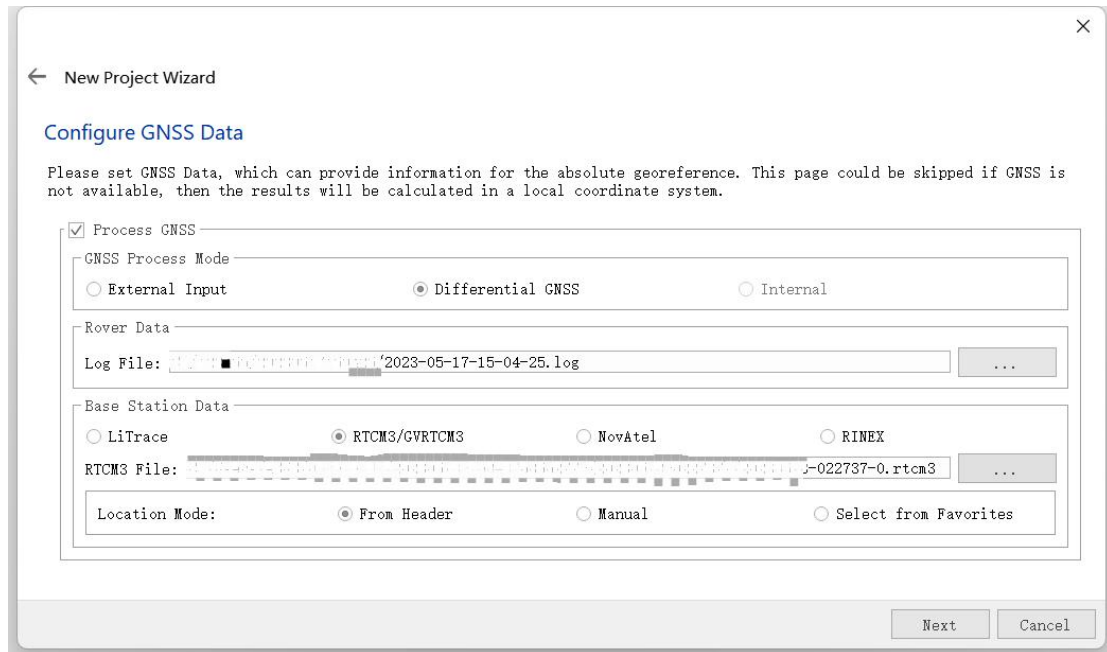 New Project Wizard
Configure GNSS Data
Please set GNSS Data, which can provide information for the absolute georeference. This page could be skipped if GNSS is
not available, then the results will be calculated in a local coordinate system.
Process GNSS
GNSS Process Mode
External Input Differential GNSS Internal
Rover Data
Log File: /2023-05-17-15-04-25.log ...
Base Station Data
LiTrace RTCM3/GVRTCM3 NovAtel RINEX
RTCM3 File: -022737-0.rtcm3 ...
Location Mode: From Header Manual Select from Favorites
Next Cancel